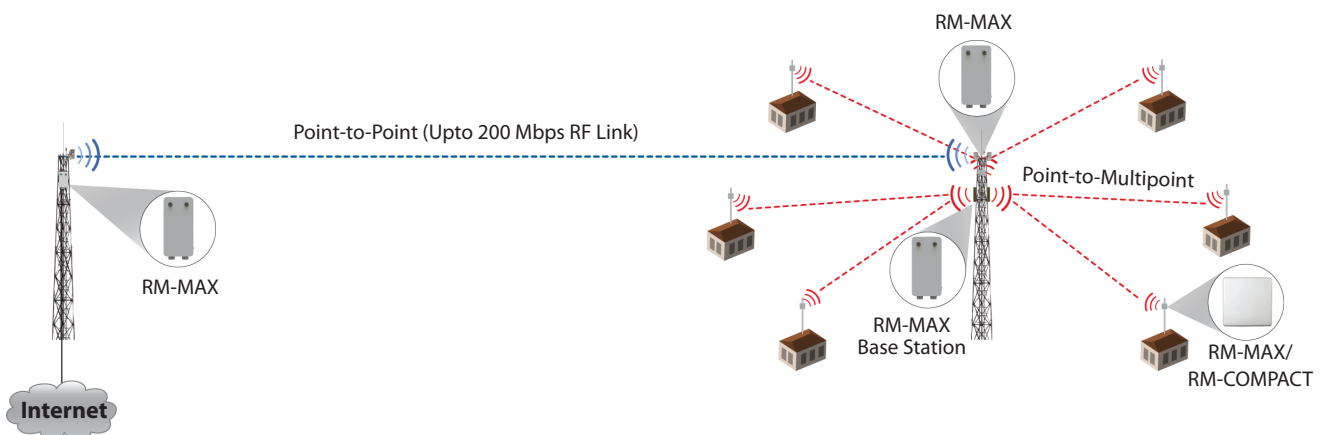 RM-MAX
Point-to-Point (Upto 200 Mbps RF Link)
Point-to-Multipoint
RM-MAX
RM-MAX
Base Station
RM-MAX/
RM-COMPACT
Internet